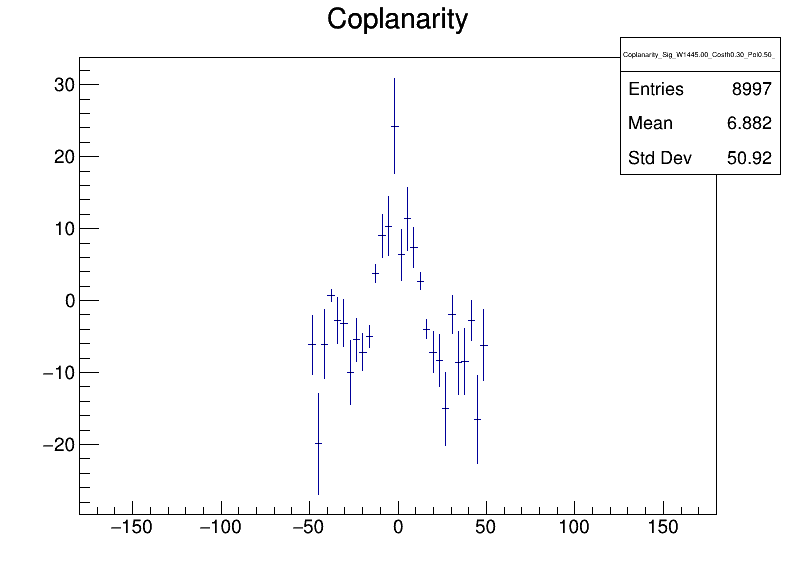 Coplanarity
Coplanarity_Sig_W1445.00_Costh0.30_Pol0.50_
Entries 8997
Mean 6.882
Std Dev 50.92
30
20
10
0
−10
−20
−150 −100 −50 0 50 100 150